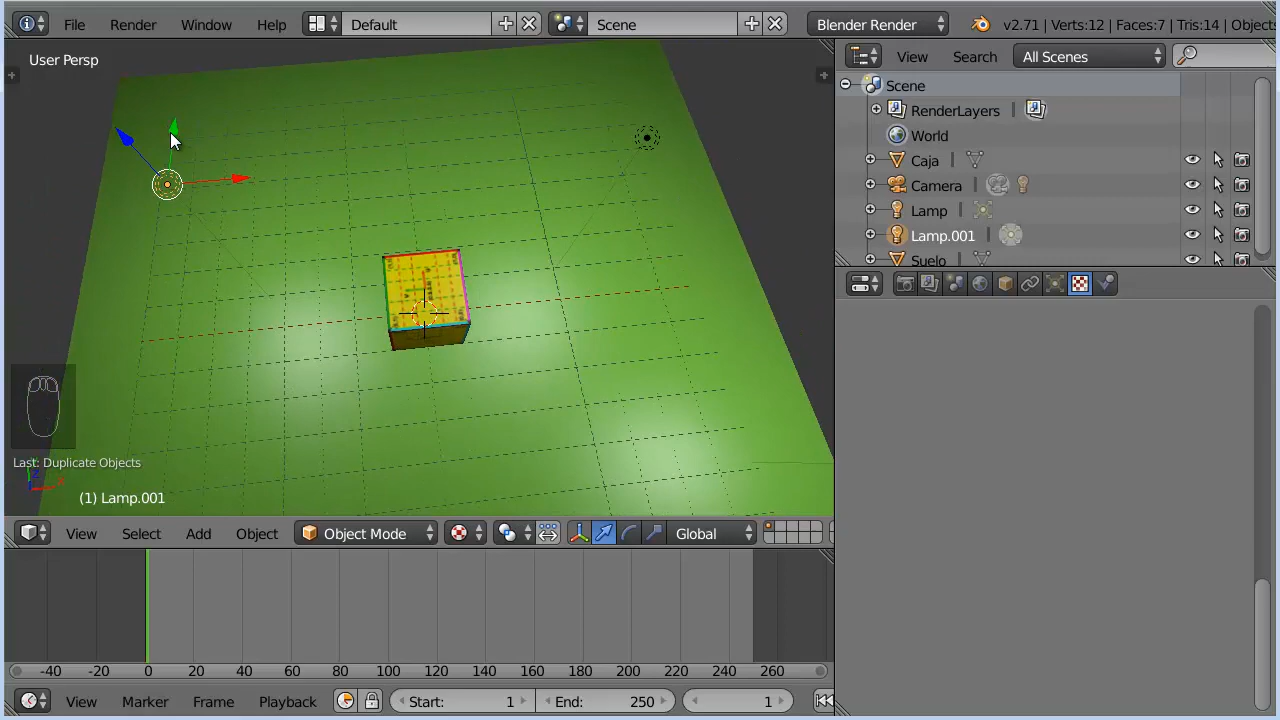 File Render Window Help Default Scene Blender Render v2.71 | Verts:12 | Faces:7 | Tris:14 | Object
User Persp
View Search All Scenes
Scene
RenderLayers
World
Caja
Camera
Lamp
Lamp.001
Suelo
Last: Duplicate Objects
(1) Lamp.001
View Select Add Object Object Mode Global
-40 -20 0 20 40 60 80 100 120 140 160 180 200 220 240 260
View Marker Frame Playback Start: 1 End: 250 1